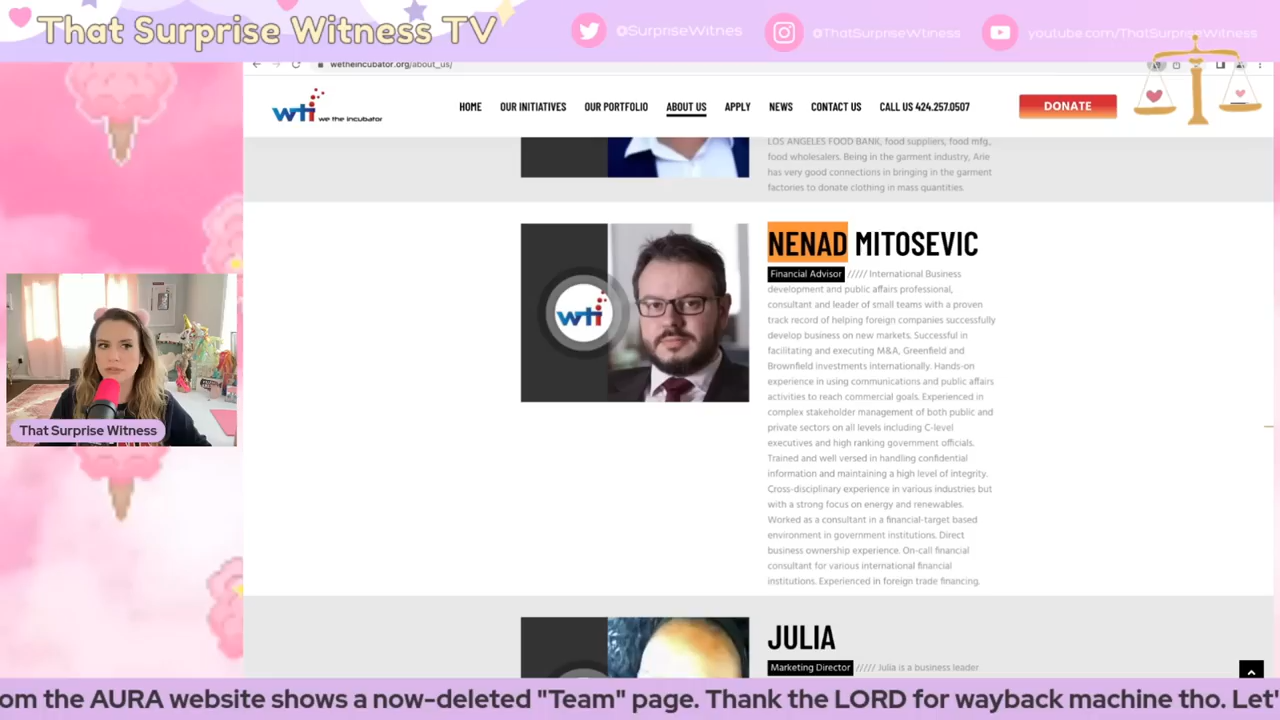 That Surprise Witness TV
@SurpriseWitnes
@ThatSurpriseWtiness
youtube.com/ThatSurpriseWitness
wetheincubator.org/about_us/
wti we the incubator
HOME OUR INITIATIVES OUR PORTFOLIO ABOUT US APPLY NEWS CONTACT US CALL US 424.257.0507
DONATE
LOS ANGELES FOOD BANK, food suppliers, food mfg.,
food wholesalers. Being in the garment industry, Arie
has very good connections in bringing in the garment
factories to donate clothing in mass quantities.
NENAD MITOSEVIC
Financial Advisor ///// International Business
development and public affairs professional,
consultant and leader of small teams with a proven
track record of helping foreign companies successfully
develop business on new markets. Successful in
facilitating and executing M&A, Greenfield and
Brownfield investments internationally. Hands-on
experience in using communications and public affairs
activities to reach commercial goals. Experienced in
complex stakeholder management of both public and
private sectors on all levels including C-level
executives and high ranking government officials.
Trained and well versed in handling confidential
information and maintaining a high level of integrity.
Cross-disciplinary experience in various industries but
with a strong focus on energy and renewables.
Worked as a consultant in a financial-target based
environment in government institutions. Direct
business ownership experience. On-call financial
consultant for various international financial
institutions. Experienced in foreign trade financing.
wti
That Surprise Witness
JULIA
Marketing Director ///// Julia is a business leader
om the AURA website shows a now-deleted "Team" page. Thank the LORD for wayback machine tho. Let'